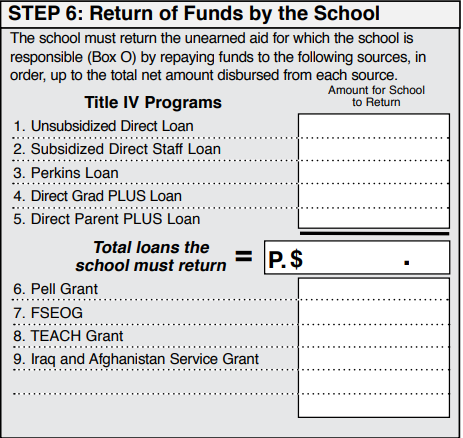 STEP 6: Return of Funds by the School
The school must return the unearned aid for which the school is
responsible (Box O) by repaying funds to the following sources, in
order, up to the total net amount disbursed from each source.
Amount for School
to Return
Title IV Programs
1. Unsubsidized Direct Loan
2. Subsidized Direct Staff Loan
3. Perkins Loan
4. Direct Grad PLUS Loan
5. Direct Parent PLUS Loan
Total loans the
school must return = P. $ .
6. Pell Grant
7. FSEOG
8. TEACH Grant
9. Iraq and Afghanistan Service Grant